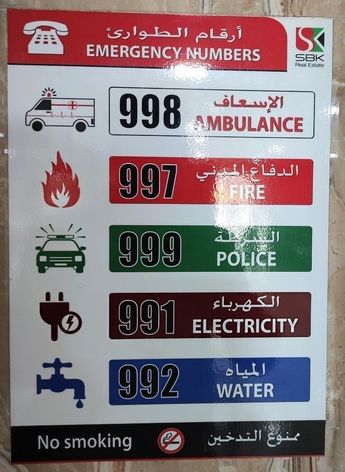 أرقام الطوارئ
EMERGENCY NUMBERS
SBK
Real Estate
998
الإسعاف
AMBULANCE
997
الدفاع المدني
FIRE
999
الشرطة
POLICE
991
الكهرباء
ELECTRICITY
992
المياه
WATER
No smoking
ممنوع التدخين